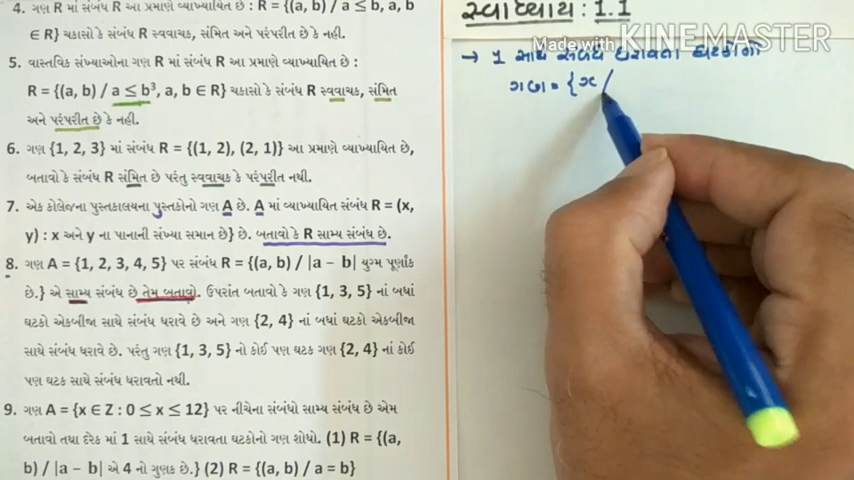 4. ગણ R માં સંબંધ R આ પ્રમાણે વ્યાખ્યાયિત છે : R = {(a, b) / a ≤ b, a, b
∈ R} ચકાસો કે સંબંધ R સ્વવાચક, સંમિત અને પરંપરીત છે કે નહી.
5. વાસ્તવિક સંખ્યાઓના ગણ R માં સંબંધ R આ પ્રમાણે વ્યાખ્યાયિત છે :
R = {(a, b) / a ≤ b³, a, b ∈ R} ચકાસો કે સંબંધ R સ્વવાચક, સંમિત
અને પરંપરીત છે કે નહી.
6. ગણ {1, 2, 3} માં સંબંધ R = {(1, 2), (2, 1)} આ પ્રમાણે વ્યાખ્યાયિત છે,
બતાવો કે સંબંધ R સંમિત છે પરંતુ સ્વવાચક કે પરંપરીત નથી.
7. એક કોલેજના પુસ્તકાલયના પુસ્તકોનો ગણ A છે. A માં વ્યાખ્યાયિત સંબંધ R = (x,
y) : x અને y ના પાનાની સંખ્યા સમાન છે} છે. બતાવો કે R સામ્ય સંબંધ છે.
8. ગણ A = {1, 2, 3, 4, 5} પર સંબંધ R = {(a, b) / |a – b| યુગ્મ પૂર્ણાંક
છે.} એ સામ્ય સંબંધ છે તેમ બતાવો. ઉપરાંત બતાવો કે ગણ {1, 3, 5} નાં બધાં
ઘટકો એકબીજા સાથે સંબંધ ધરાવે છે અને ગણ {2, 4} નાં બધાં ઘટકો એકબીજા
સાથે સંબંધ ધરાવે છે. પરંતુ ગણ {1, 3, 5} નો કોઈ પણ ઘટક ગણ {2, 4} નાં કોઈ
પણ ઘટક સાથે સંબંધ ધરાવતો નથી.
9. ગણ A = {x ∈ Z : 0 ≤ x ≤ 12} પર નીચેના સંબંધો સામ્ય સંબંધ છે એમ
બતાવો તથા દરેક માં 1 સાથે સંબંધ ધરાવતા ઘટકોનો ગણ શોધો. (1) R = {(a,
b) / |a – b| એ 4 નો ગુણક છે.} (2) R = {(a, b) / a = b}
સ્વાધ્યાય : 1.1
Made with KINEMASTER
→ 1 સાથે સંબંધ ધરાવતા ઘટકોનો
ગણ = {x /